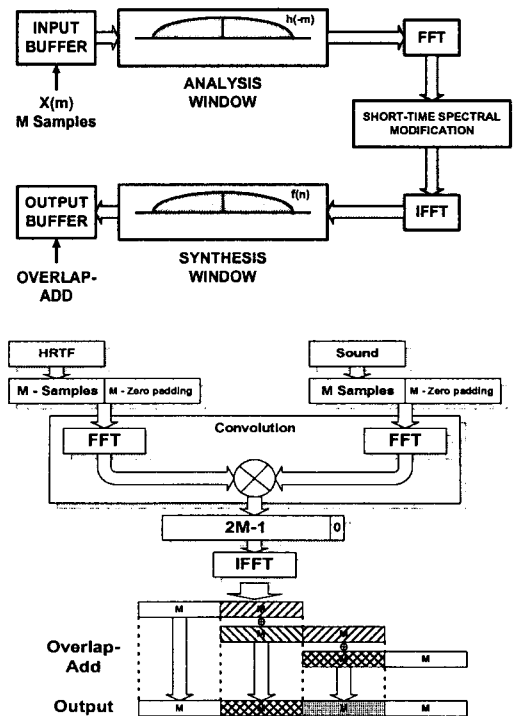 INPUT
BUFFER
h(-m)
FFT
X(m)
M Samples
ANALYSIS
WINDOW
SHORT-TIME SPECTRAL
MODIFICATION
OUTPUT
BUFFER
f(n)
IFFT
OVERLAP-
ADD
SYNTHESIS
WINDOW
HRTF
Sound
M - Samples
M - Zero padding
M Samples
M - Zero padding
Convolution
FFT
FFT
2M-1
0
IFFT
M
M
M
M
M
M
Overlap-
Add
Output
M
M
M
M